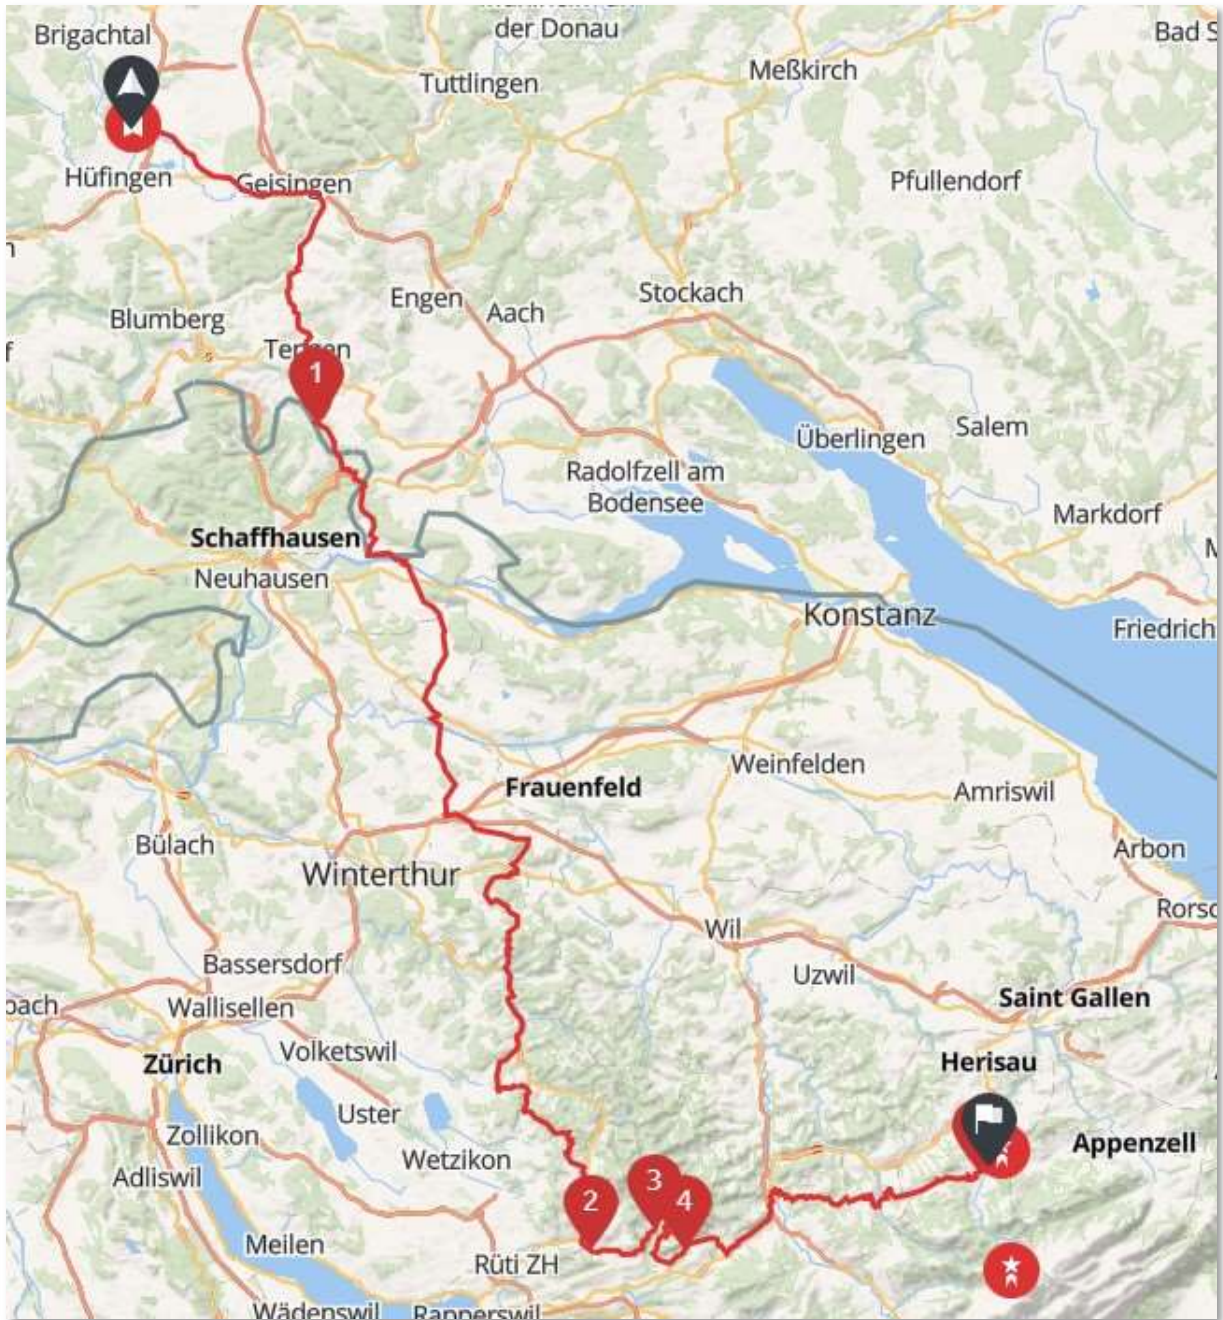 der Donau
Brigachtal
Bad S
Tuttlingen
Meßkirch
Hüfingen
Geisingen
Pfullendorf
n
Engen
Stockach
Aach
Blumberg
f
Tengen
1
Salem
Überlingen
Radolfzell am
Bodensee
Markdorf
Schaffhausen
Neuhausen
Konstanz
Friedrich
Weinfelden
Frauenfeld
Amriswil
Bülach
Arbon
Winterthur
Rorsc
Wil
Bassersdorf
Uzwil
Saint Gallen
bach
Wallisellen
Volketswil
Zürich
Herisau
Uster
Zollikon
Appenzell
Wetzikon
Adliswil
3
2
4
Meilen
Rüti ZH
Wädenswil
Rapperswil